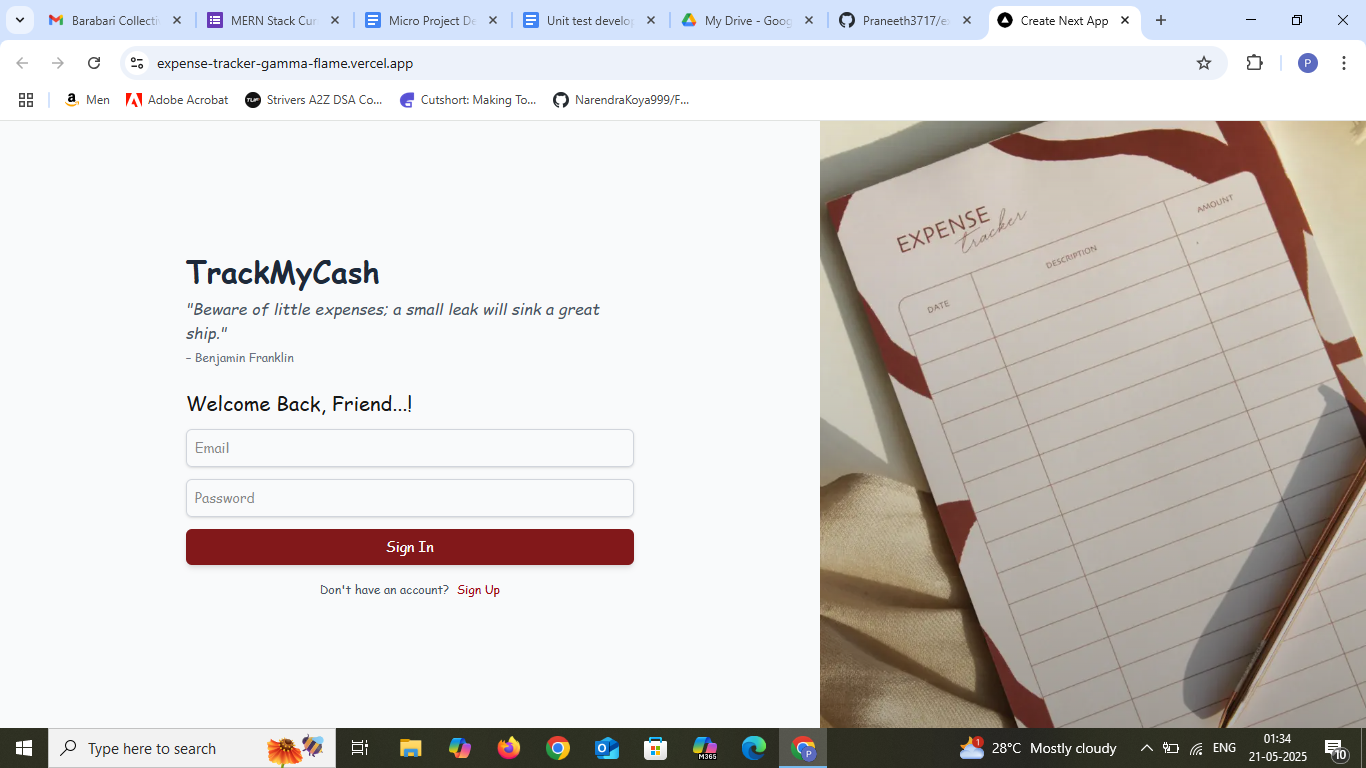 Barabari Collecti
MERN Stack Cur
Micro Project De
Unit test develop
My Drive - Goog
Praneeth3717/e
Create Next App
expense-tracker-gamma-flame.vercel.app
P
Men
Adobe Acrobat
TUF
Strivers A2Z DSA Co...
Cutshort: Making To...
NarendraKoya999/F...
TrackMyCash
"Beware of little expenses; a small leak will sink a great
ship."
- Benjamin Franklin
Welcome Back, Friend...!
Email
Password
Sign In
Don't have an account? Sign Up
EXPENSE
tracker
DATE
DESCRIPTION
AMOUNT
Type here to search
M365
P
1
28°C Mostly cloudy
ENG
01:34
21-05-2025
10